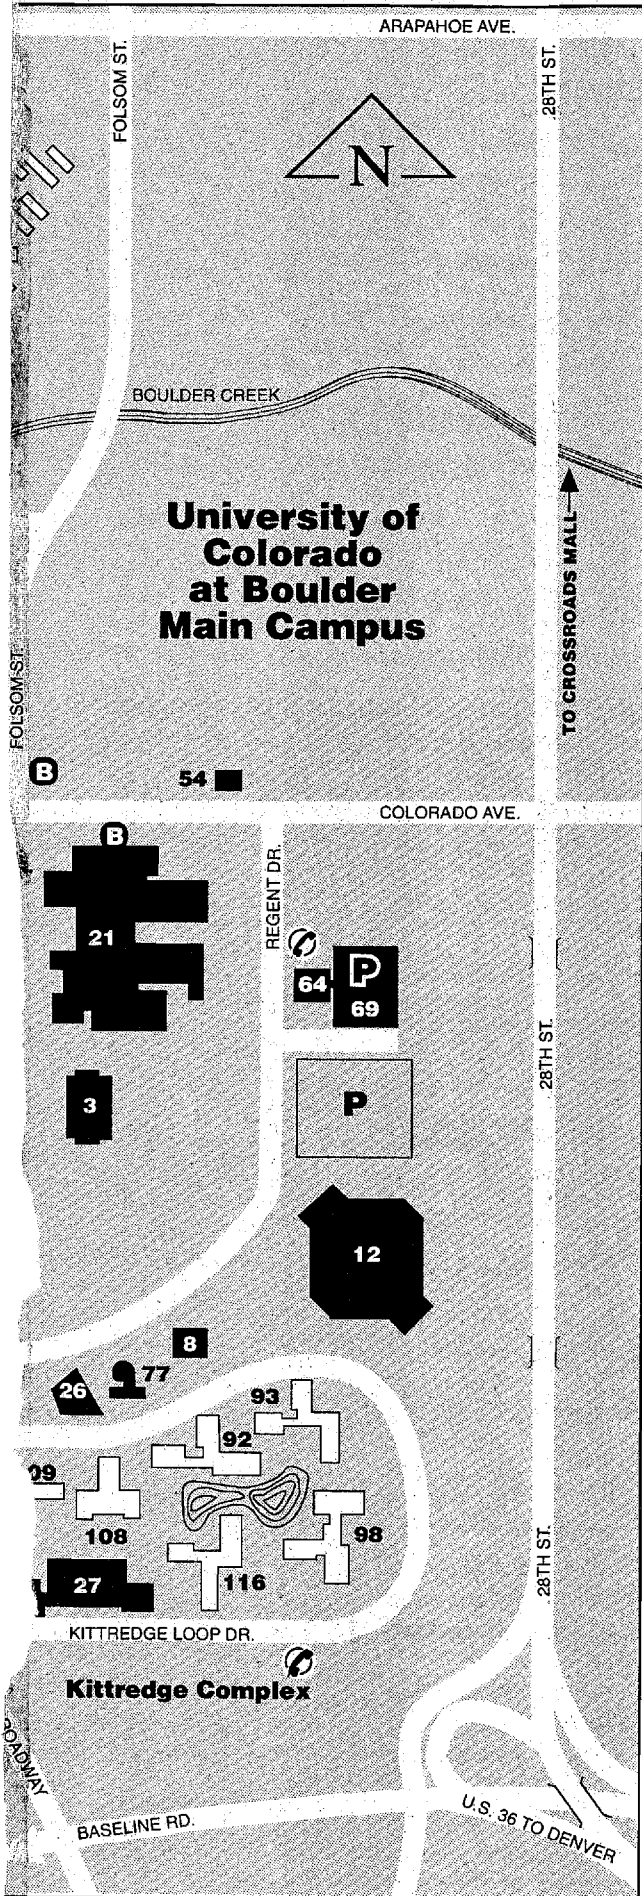 ARAPAHOE AVE.
FOLSOM ST.
28TH ST.
N
BOULDER CREEK
University of
Colorado
at Boulder
Main Campus
TO CROSSROADS MALL
FOLSOM ST.
B
54
COLORADO AVE.
B
REGENT DR.
21
P
64
69
28TH ST.
3
P
12
8
77
26
93
92
09
108
98
116
27
28TH ST.
KITTREDGE LOOP DR.
Kittredge Complex
ROADWAY
BASELINE RD.
U.S. 36 TO DENVER